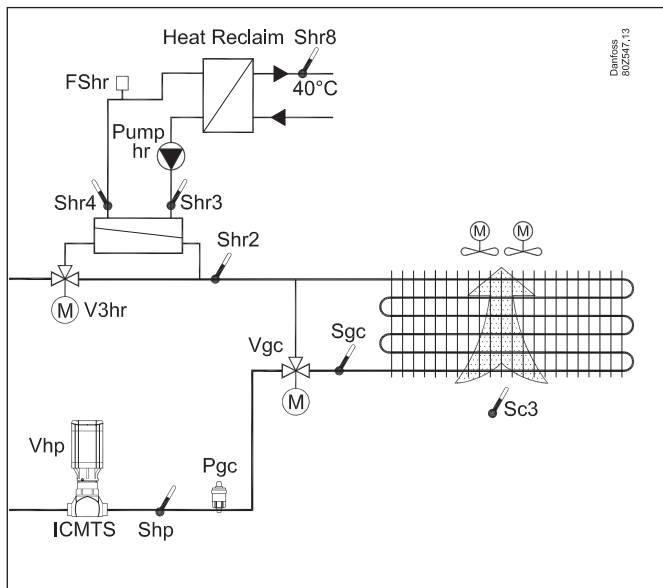 Heat Reclaim Shr8
Danfoss
80Z547.13
FShr
40°C
Pump
hr
Shr4
Shr3
Shr2
M
M
M
V3hr
Vgc
Sgc
M
Sc3
Vhp
Pgc
ICMTS
Shp